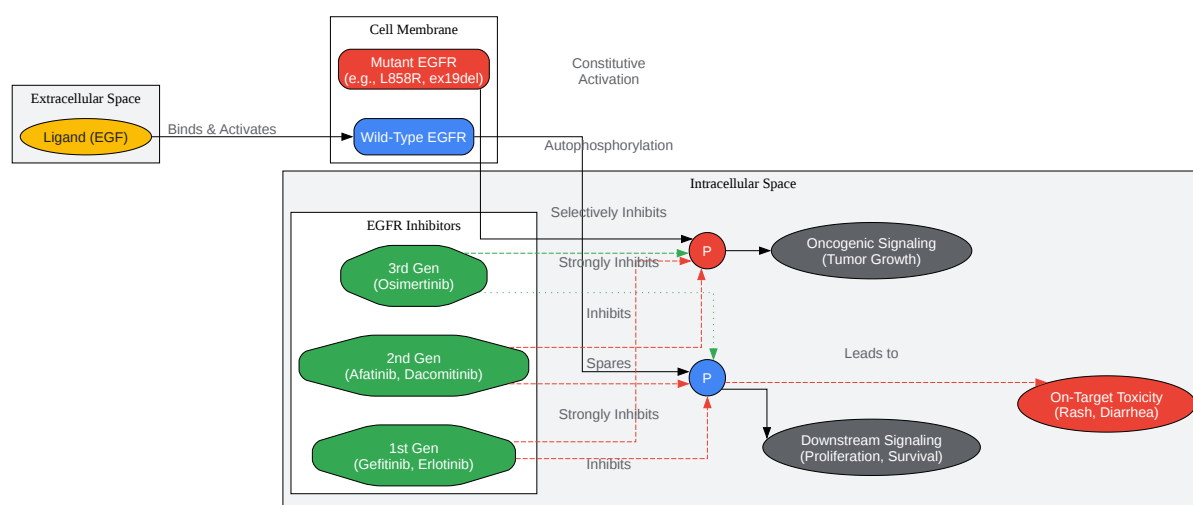 Cell Membrane
Mutant EGFR
(e.g., L858R, ex19del)
Constitutive
Activation
Extracellular Space
Ligand (EGF)
Binds & Activates
Wild-Type EGFR
Autophosphorylation
Intracellular Space
EGFR Inhibitors
Selectively Inhibits
3rd Gen
(Osimertinib)
Strongly Inhibits
P
Oncogenic Signaling
(Tumor Growth)
Inhibits
2nd Gen
(Afatinib, Dacomitinib)
Spares
P
Leads to
On-Target Toxicity
(Rash, Diarrhea)
Strongly Inhibits
1st Gen
(Gefitinib, Erlotinib)
Inhibits
Downstream Signaling
(Proliferation, Survival)